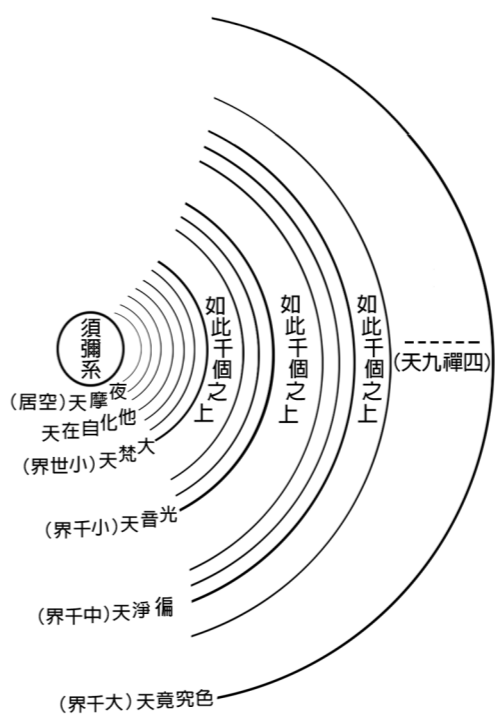 須彌系
如此千個之上
如此千個之上
如此千個之上
(四禪九天)
夜摩天(空居)
他化自在天
大梵天(小世界)
光音天(小千界)
徧淨天(中千界)
色究竟天(大千界)